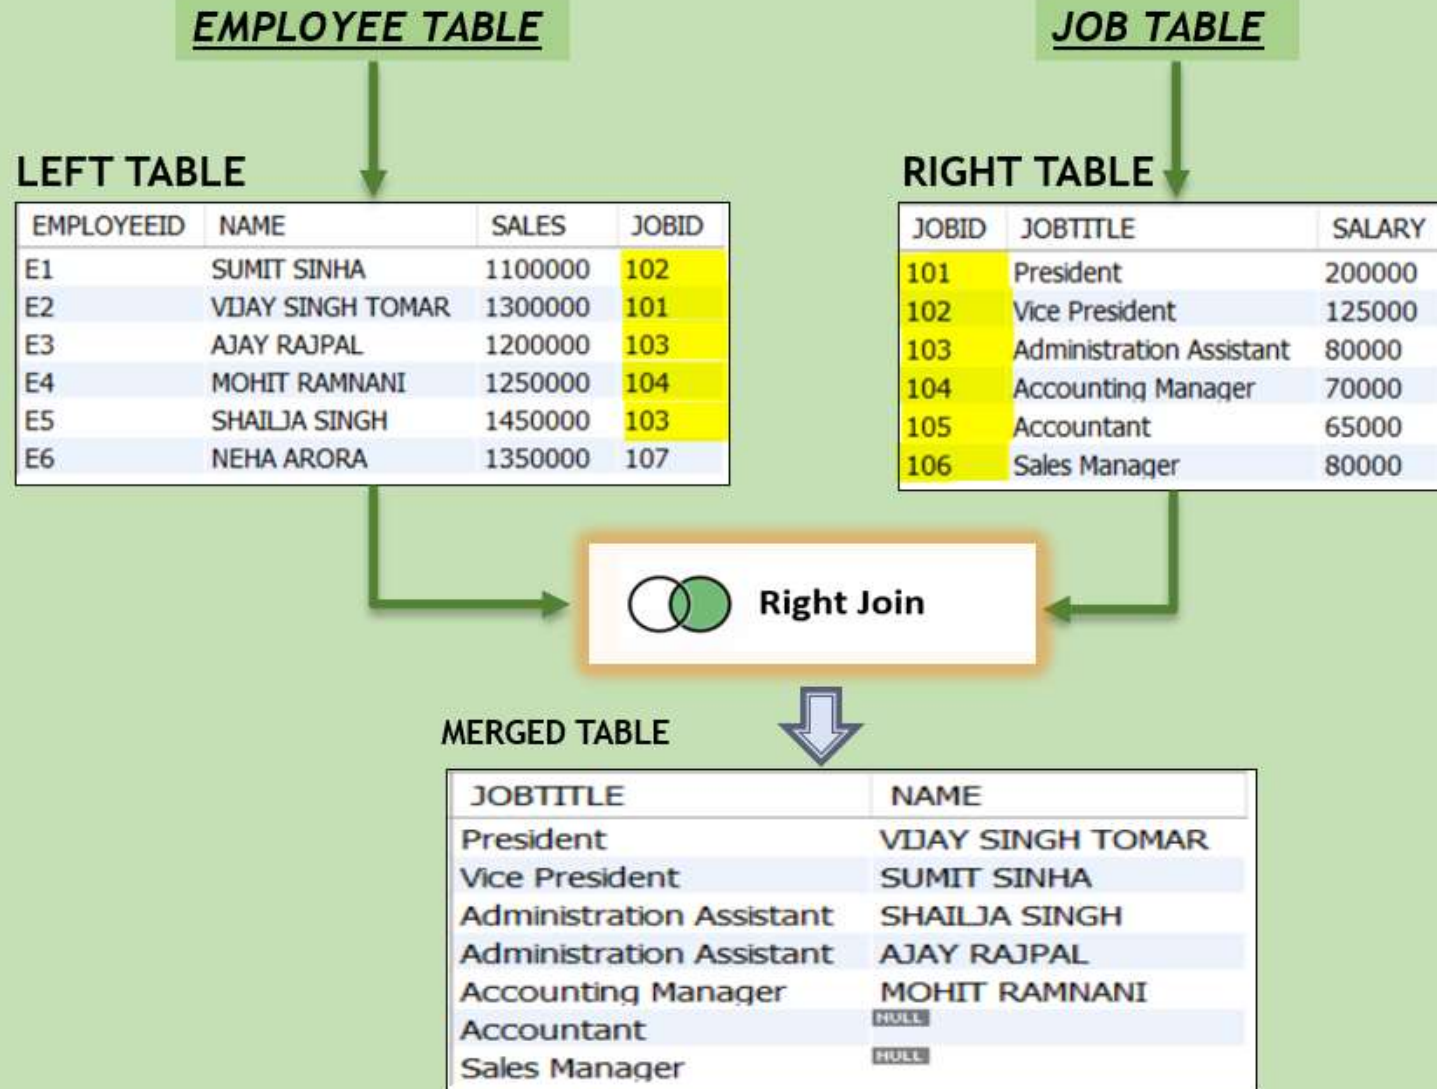 EMPLOYEE TABLE
JOB TABLE
LEFT TABLE
EMPLOYEEID NAME SALES JOBID
E1 SUMIT SINHA 1100000 102
E2 VIJAY SINGH TOMAR 1300000 101
E3 AJAY RAJPAL 1200000 103
E4 MOHIT RAMNANI 1250000 104
E5 SHAILJA SINGH 1450000 103
E6 NEHA ARORA 1350000 107
RIGHT TABLE
JOBID JOBTITLE SALARY
101 President 200000
102 Vice President 125000
103 Administration Assistant 80000
104 Accounting Manager 70000
105 Accountant 65000
106 Sales Manager 80000
Right Join
MERGED TABLE
JOBTITLE NAME
President VIJAY SINGH TOMAR
Vice President SUMIT SINHA
Administration Assistant SHAILJA SINGH
Administration Assistant AJAY RAJPAL
Accounting Manager MOHIT RAMNANI
Accountant NULL
Sales Manager NULL